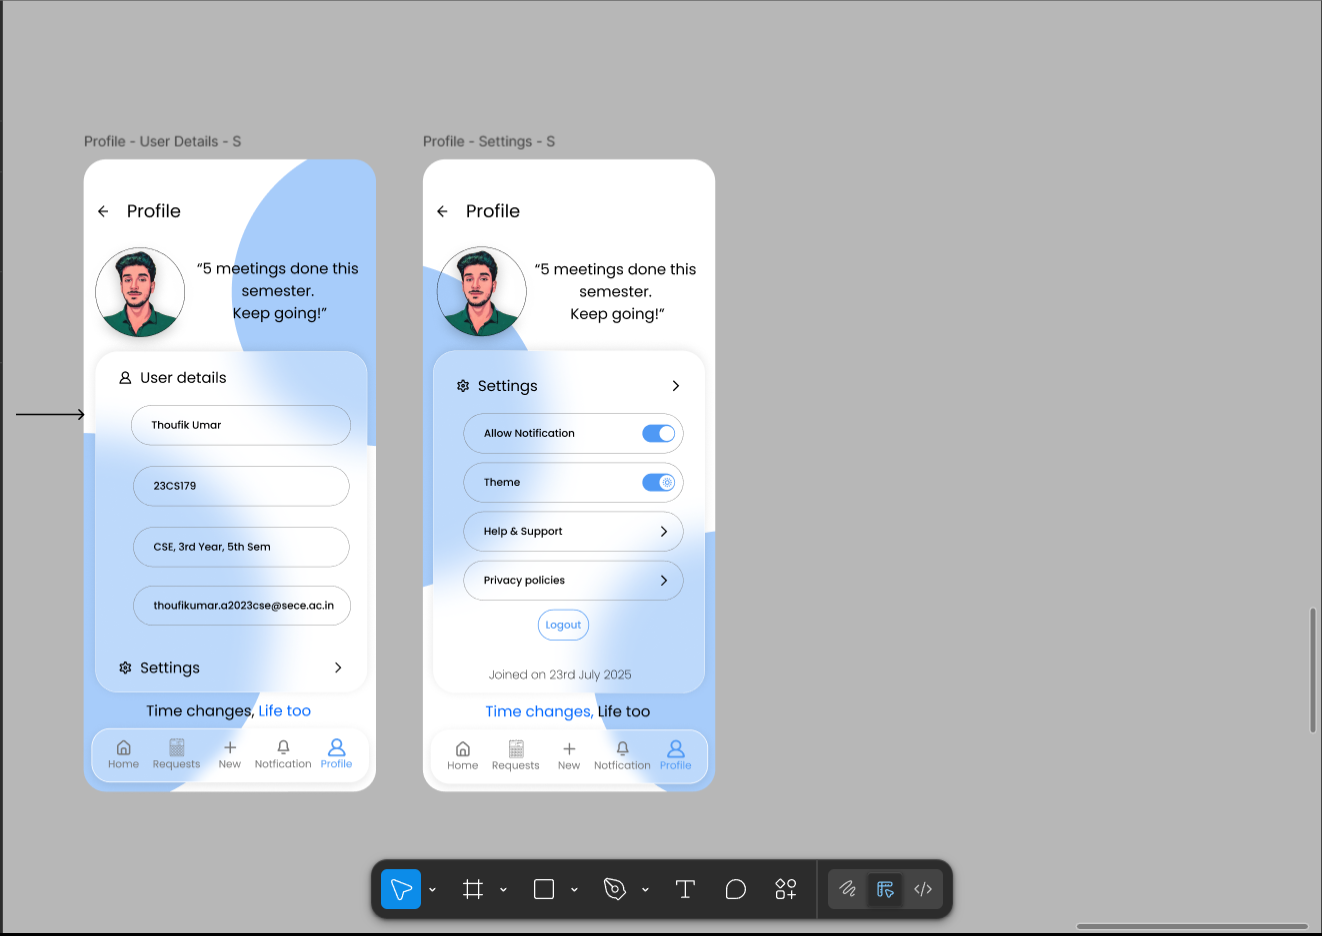 Profile - User Details - S
Profile
“5 meetings done this
semester.
Keep going!”
User details
Thoufik Umar
23CS179
CSE, 3rd Year, 5th Sem
thoufikumar.a2023cse@sece.ac.in
Settings
Time changes, Life too
Home Requests New Notfication Profile
Profile - Settings - S
Profile
“5 meetings done this
semester.
Keep going!”
Settings
Allow Notification
Theme
Help & Support
Privacy policies
Logout
Joined on 23rd July 2025
Time changes, Life too
Home Requests New Notfication Profile